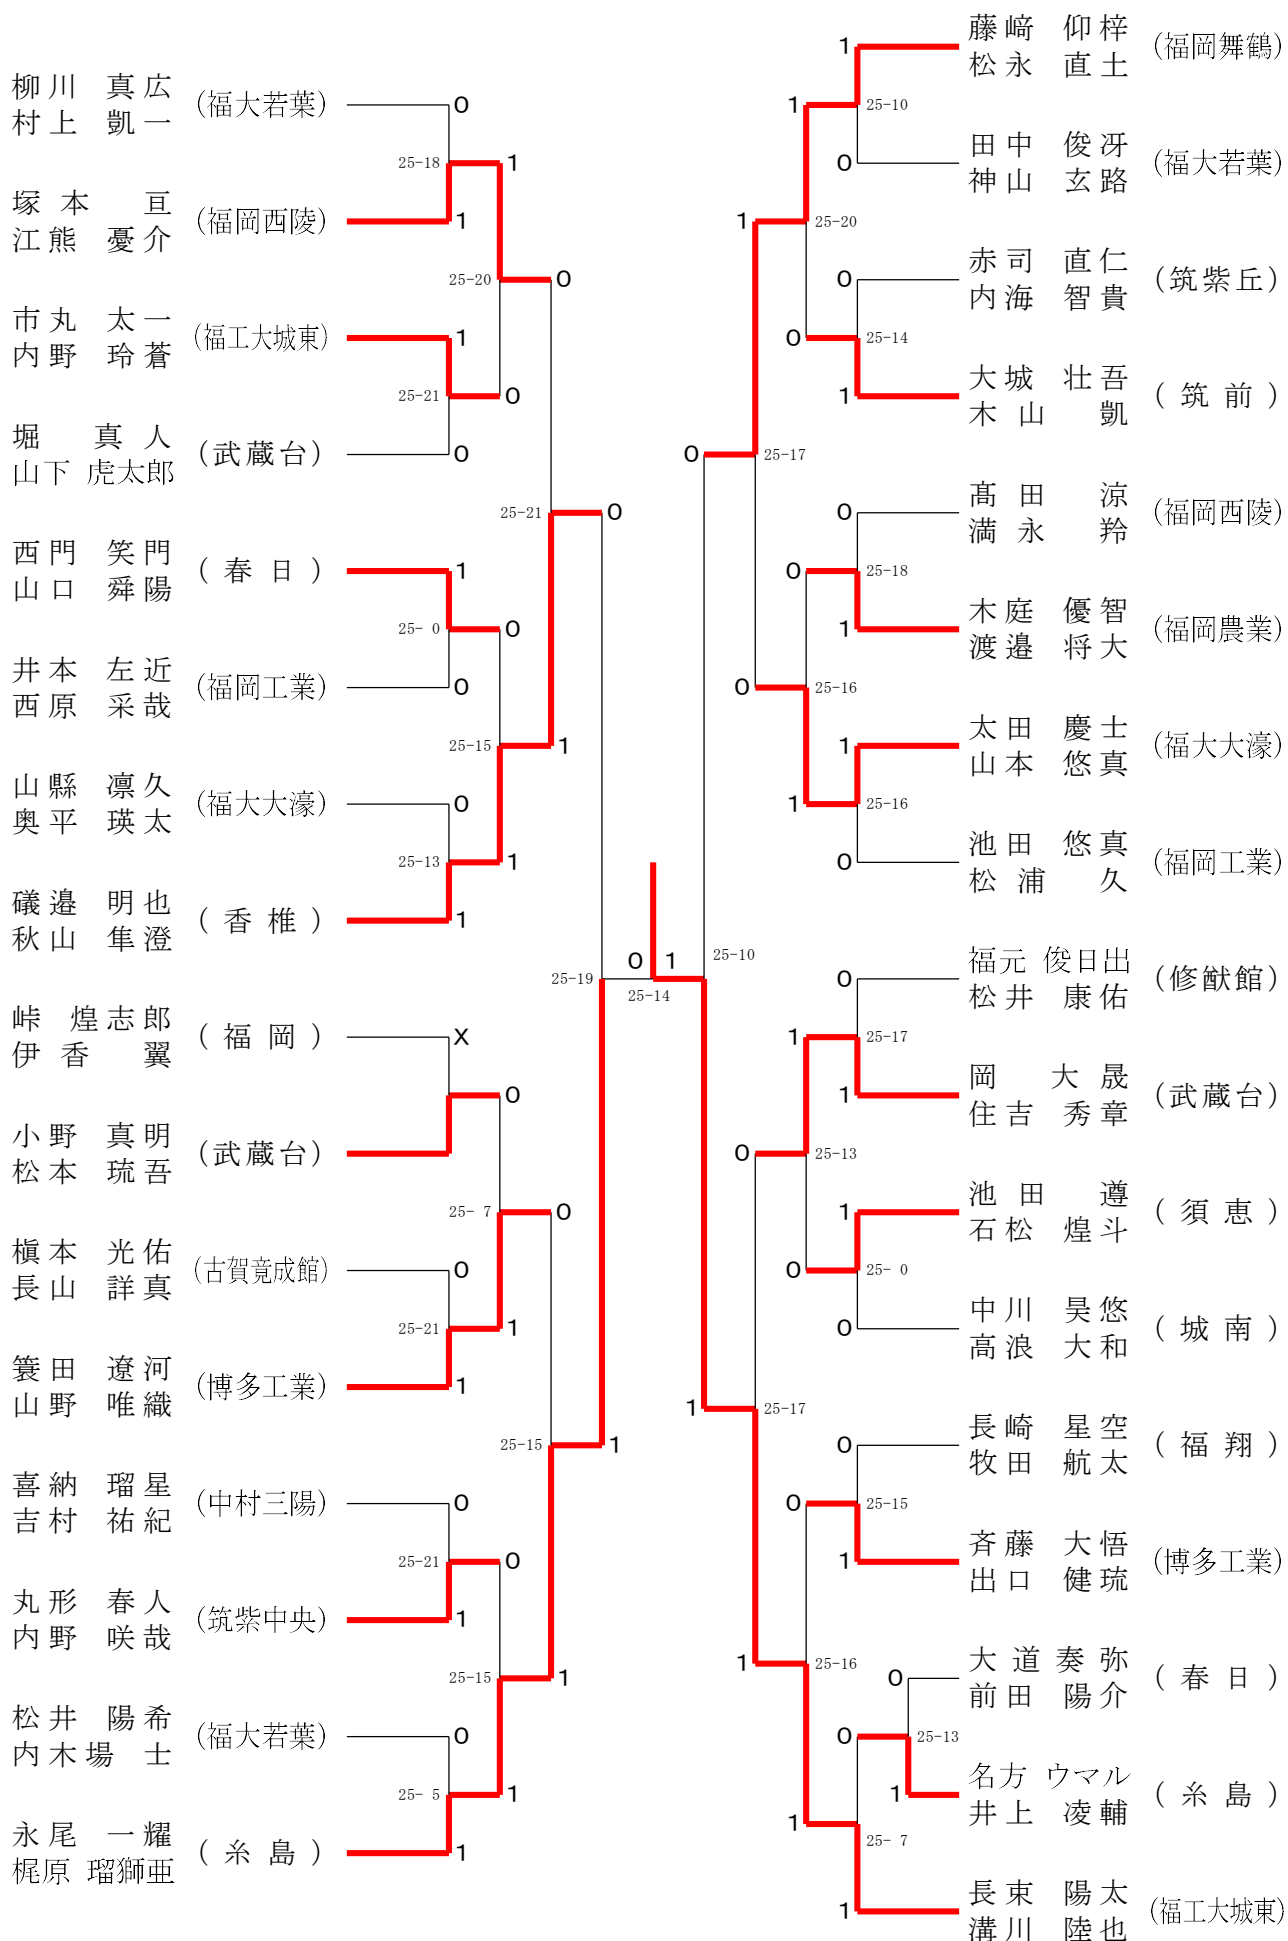 柳川 真広
村上 凱一
(福大若葉)
0
25-18
1
塚本 亘
江熊 憂介
(福岡西陵)
1
25-20
0
市丸 太一
内野 玲蒼
(福工大城東)
1
25-21
0
堀 真人
山下 虎太郎
(武蔵台)
0
25-21
0
西門 笑門
山口 舜陽
(春日)
1
25- 0
0
井本 左近
西原 采哉
(福岡工業)
0
25-15
1
山縣 凛久
奥平 瑛太
(福大大濠)
0
25-13
1
礒邉 明也
秋山 隼澄
(香椎)
1
25-19
0
1
25-14
峠 煌志郎
伊香 翼
(福岡)
X
0
小野 真明
松本 琉吾
(武蔵台)
25- 7
0
槇本 光佑
長山 詳真
(古賀竟成館)
0
25-21
1
簑田 遼河
山野 唯織
(博多工業)
1
25-15
1
喜納 瑠星
吉村 祐紀
(中村三陽)
0
25-21
0
丸形 春人
内野 咲哉
(筑紫中央)
1
25-15
1
松井 陽希
内木場 士
(福大若葉)
0
25- 5
1
永尾 一耀
梶原 瑠獅亜
(糸島)
1
藤﨑 仰梓
松永 直土
(福岡舞鶴)
1
1
25-10
田中 俊冴
神山 玄路
(福大若葉)
0
1
25-20
赤司 直仁
内海 智貴
(筑紫丘)
0
0
25-14
大城 壮吾
木山 凱
(筑前)
1
0
25-17
髙田 涼
満永 羚
(福岡西陵)
0
0
25-18
木庭 優智
渡邉 将大
(福岡農業)
1
0
25-16
太田 慶士
山本 悠真
(福大大濠)
1
1
25-16
池田 悠真
松浦 久
(福岡工業)
0
25-10
福元 俊日出
松井 康佑
(修猷館)
0
1
25-17
岡 大晟
住吉 秀章
(武蔵台)
1
0
25-13
池田 遵
石松 煌斗
(須恵)
1
0
25- 0
中川 昊悠
高浪 大和
(城南)
0
1
25-17
長崎 星空
牧田 航太
(福翔)
0
0
25-15
斉藤 大悟
出口 健琉
(博多工業)
1
1
25-16
大道 奏弥
前田 陽介
(春日)
0
0
25-13
名方 ウマル
井上 凌輔
(糸島)
1
1
25- 7
長束 陽太
溝川 陸也
(福工大城東)
1